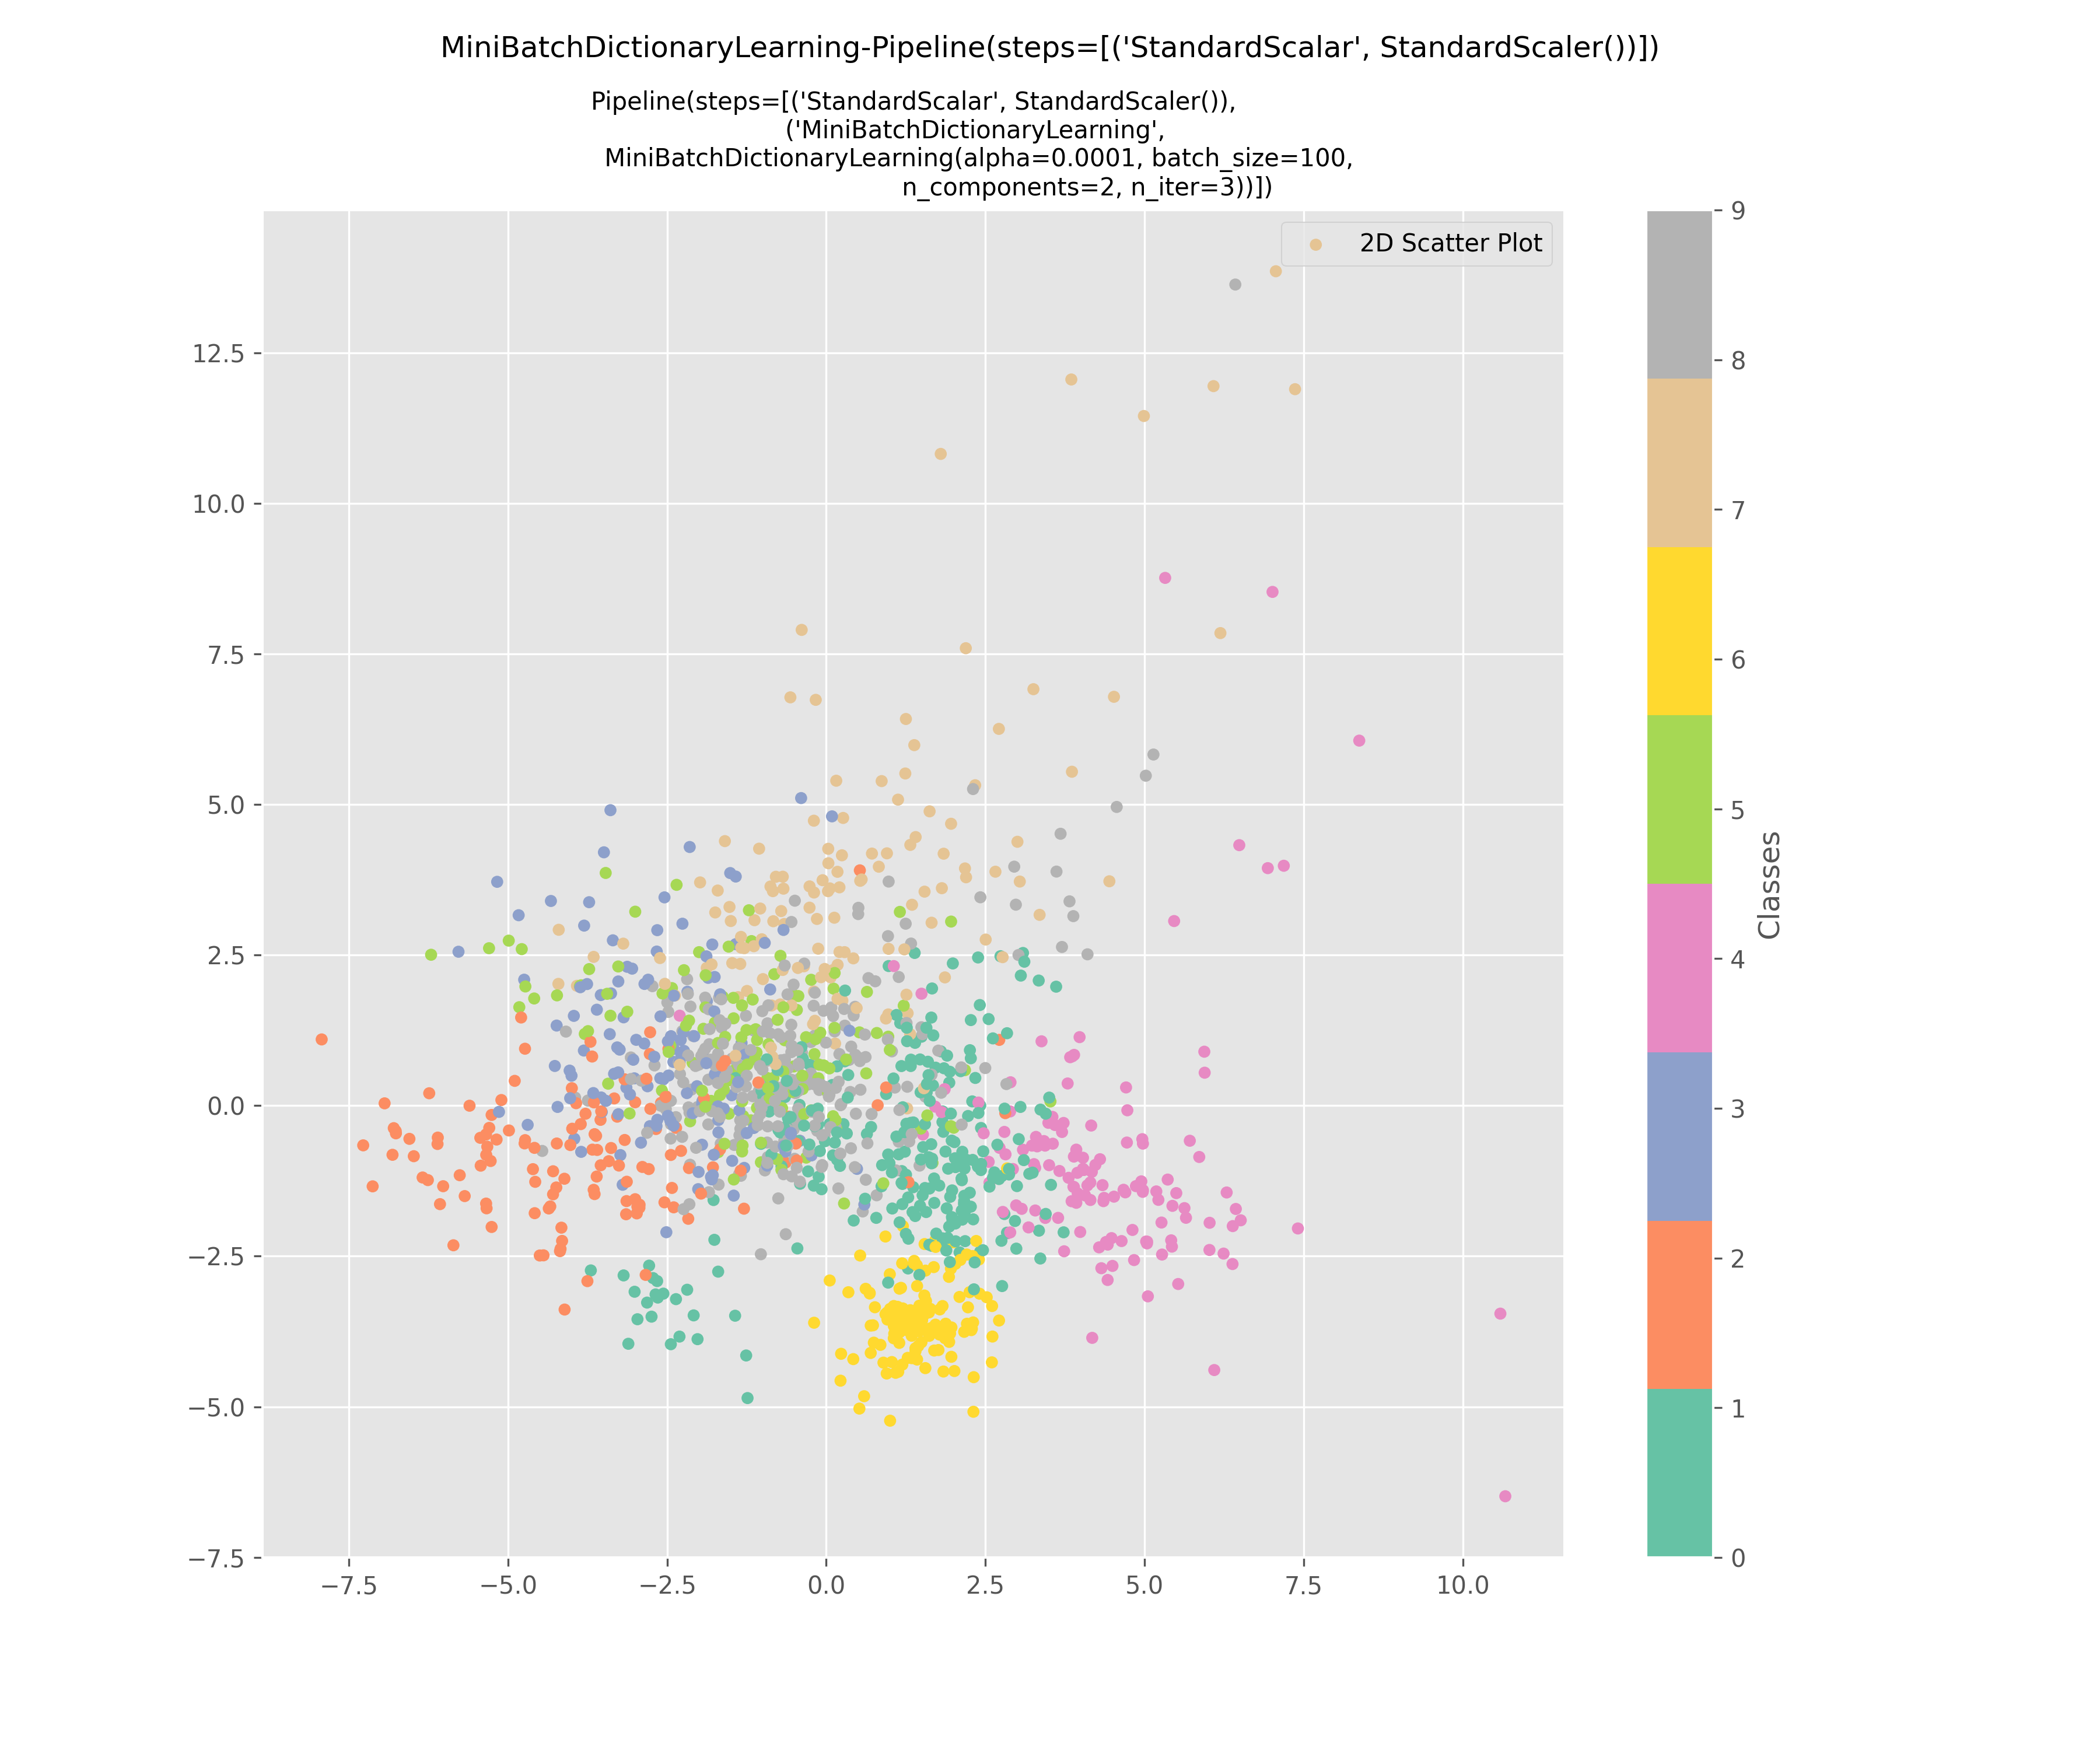 MiniBatchDictionaryLearning-Pipeline(steps=[('StandardScalar', StandardScaler())])
Pipeline(steps=[('StandardScalar', StandardScaler()),
('MiniBatchDictionaryLearning',
MiniBatchDictionaryLearning(alpha=0.0001, batch_size=100,
n_components=2, n_iter=3))])
2D Scatter Plot
12.5
10.0
7.5
5.0
2.5
0.0
−2.5
−5.0
−7.5
−7.5 −5.0 −2.5 0.0 2.5 5.0 7.5 10.0
9
8
7
6
5
4
3
2
1
0
Classes